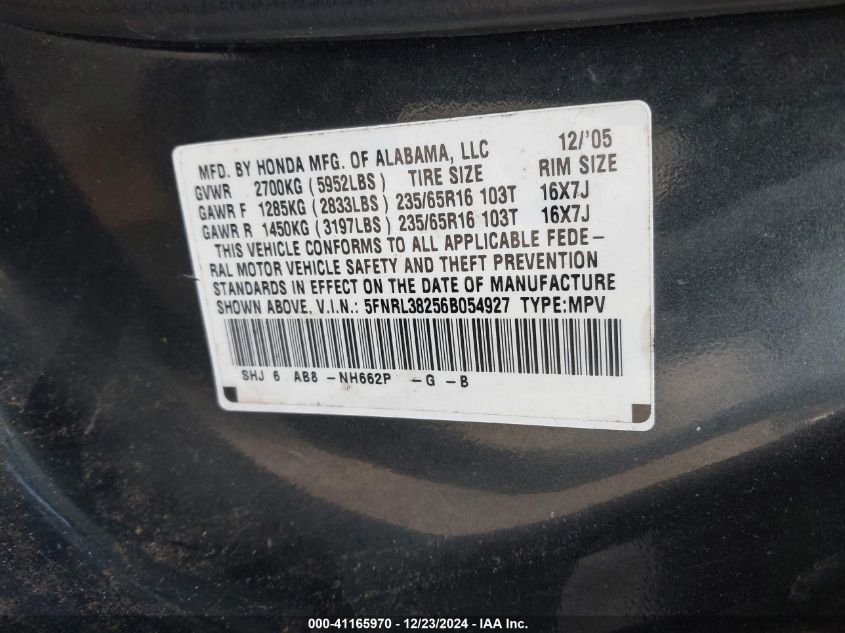 MFD. BY HONDA MFG. OF ALABAMA, LLC 12/'05
GVWR 2700KG (5952LBS) TIRE SIZE RIM SIZE
GAWR F 1285KG (2833LBS) 235/65R16 103T 16X7J
GAWR R 1450KG (3197LBS) 235/65R16 103T 16X7J
THIS VEHICLE CONFORMS TO ALL APPLICABLE FEDE-
RAL MOTOR VEHICLE SAFETY AND THEFT PREVENTION
STANDARDS IN EFFECT ON THE DATE OF MANUFACTURE
SHOWN ABOVE. V.I.N.: 5FNRL38256B054927 TYPE:MPV
SHJ 6 AB8 -NH662P -G -B
000-41165970 - 12/23/2024 - IAA Inc.